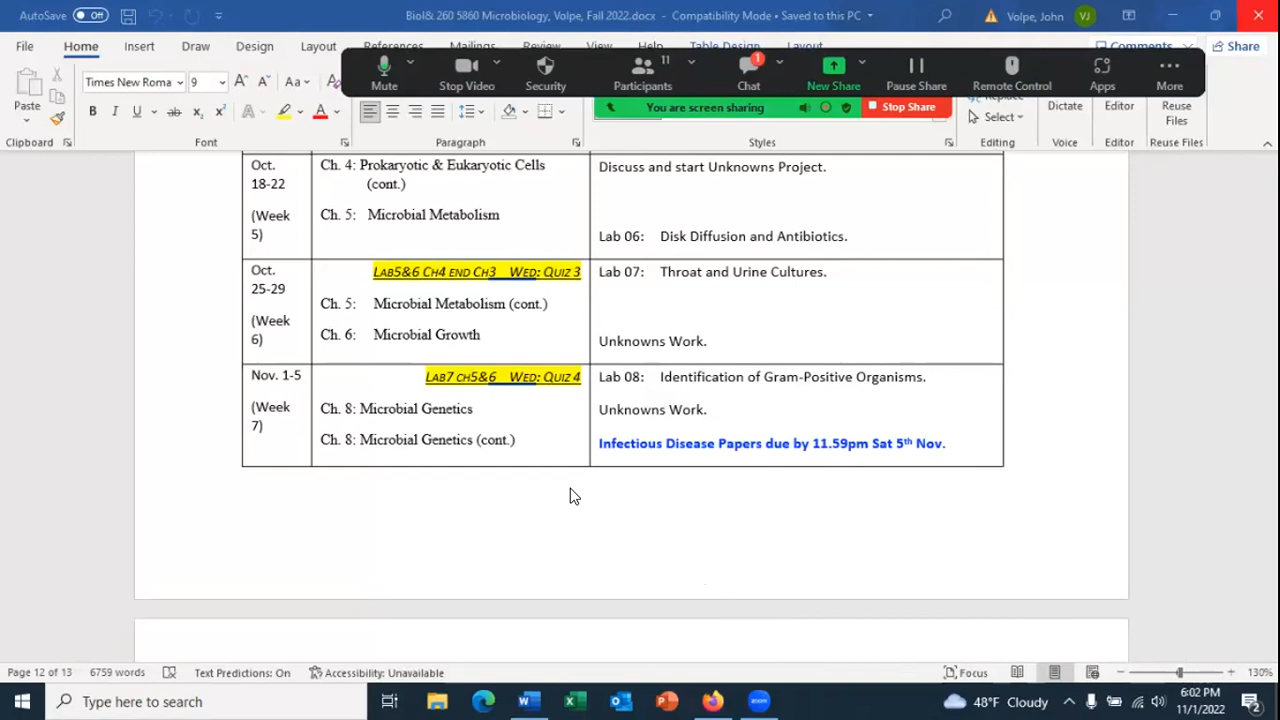 AutoSave Off
Biol& 260 5860 Microbiology, Volpe, Fall 2022.docx - Compatibility Mode • Saved to this PC
Volpe, John VJ
File Home Insert Draw Design Layout References Mailings Review View Help Table Design Layout
Comments Share
Mute Stop Video Security Participants 11 Chat 1 New Share Pause Share Remote Control Apps More
You are screen sharing Stop Share
Paste
Times New Roma 9 Aa
B I U ab x₂ x² A A
Replace
Select
Dictate
Editor
Reuse
Files
Clipboard Font Paragraph Styles Editing Voice Editor Reuse Files
Oct.
18-22
(Week
5)
Ch. 4: Prokaryotic & Eukaryotic Cells
(cont.)
Ch. 5: Microbial Metabolism
Discuss and start Unknowns Project.
Lab 06: Disk Diffusion and Antibiotics.
Oct.
25-29
(Week
6)
LAB5&6 CH4 END CH3 WED: QUIZ 3
Ch. 5: Microbial Metabolism (cont.)
Ch. 6: Microbial Growth
Lab 07: Throat and Urine Cultures.
Unknowns Work.
Nov. 1-5
(Week
7)
LAB7 CH5&6 WED: QUIZ 4
Ch. 8: Microbial Genetics
Ch. 8: Microbial Genetics (cont.)
Lab 08: Identification of Gram-Positive Organisms.
Unknowns Work.
Infectious Disease Papers due by 11.59pm Sat 5th Nov.
Page 12 of 13 6759 words Text Predictions: On Accessibility: Unavailable Focus 130%
Type here to search
zoom
48°F Cloudy
6:02 PM
11/1/2022
2